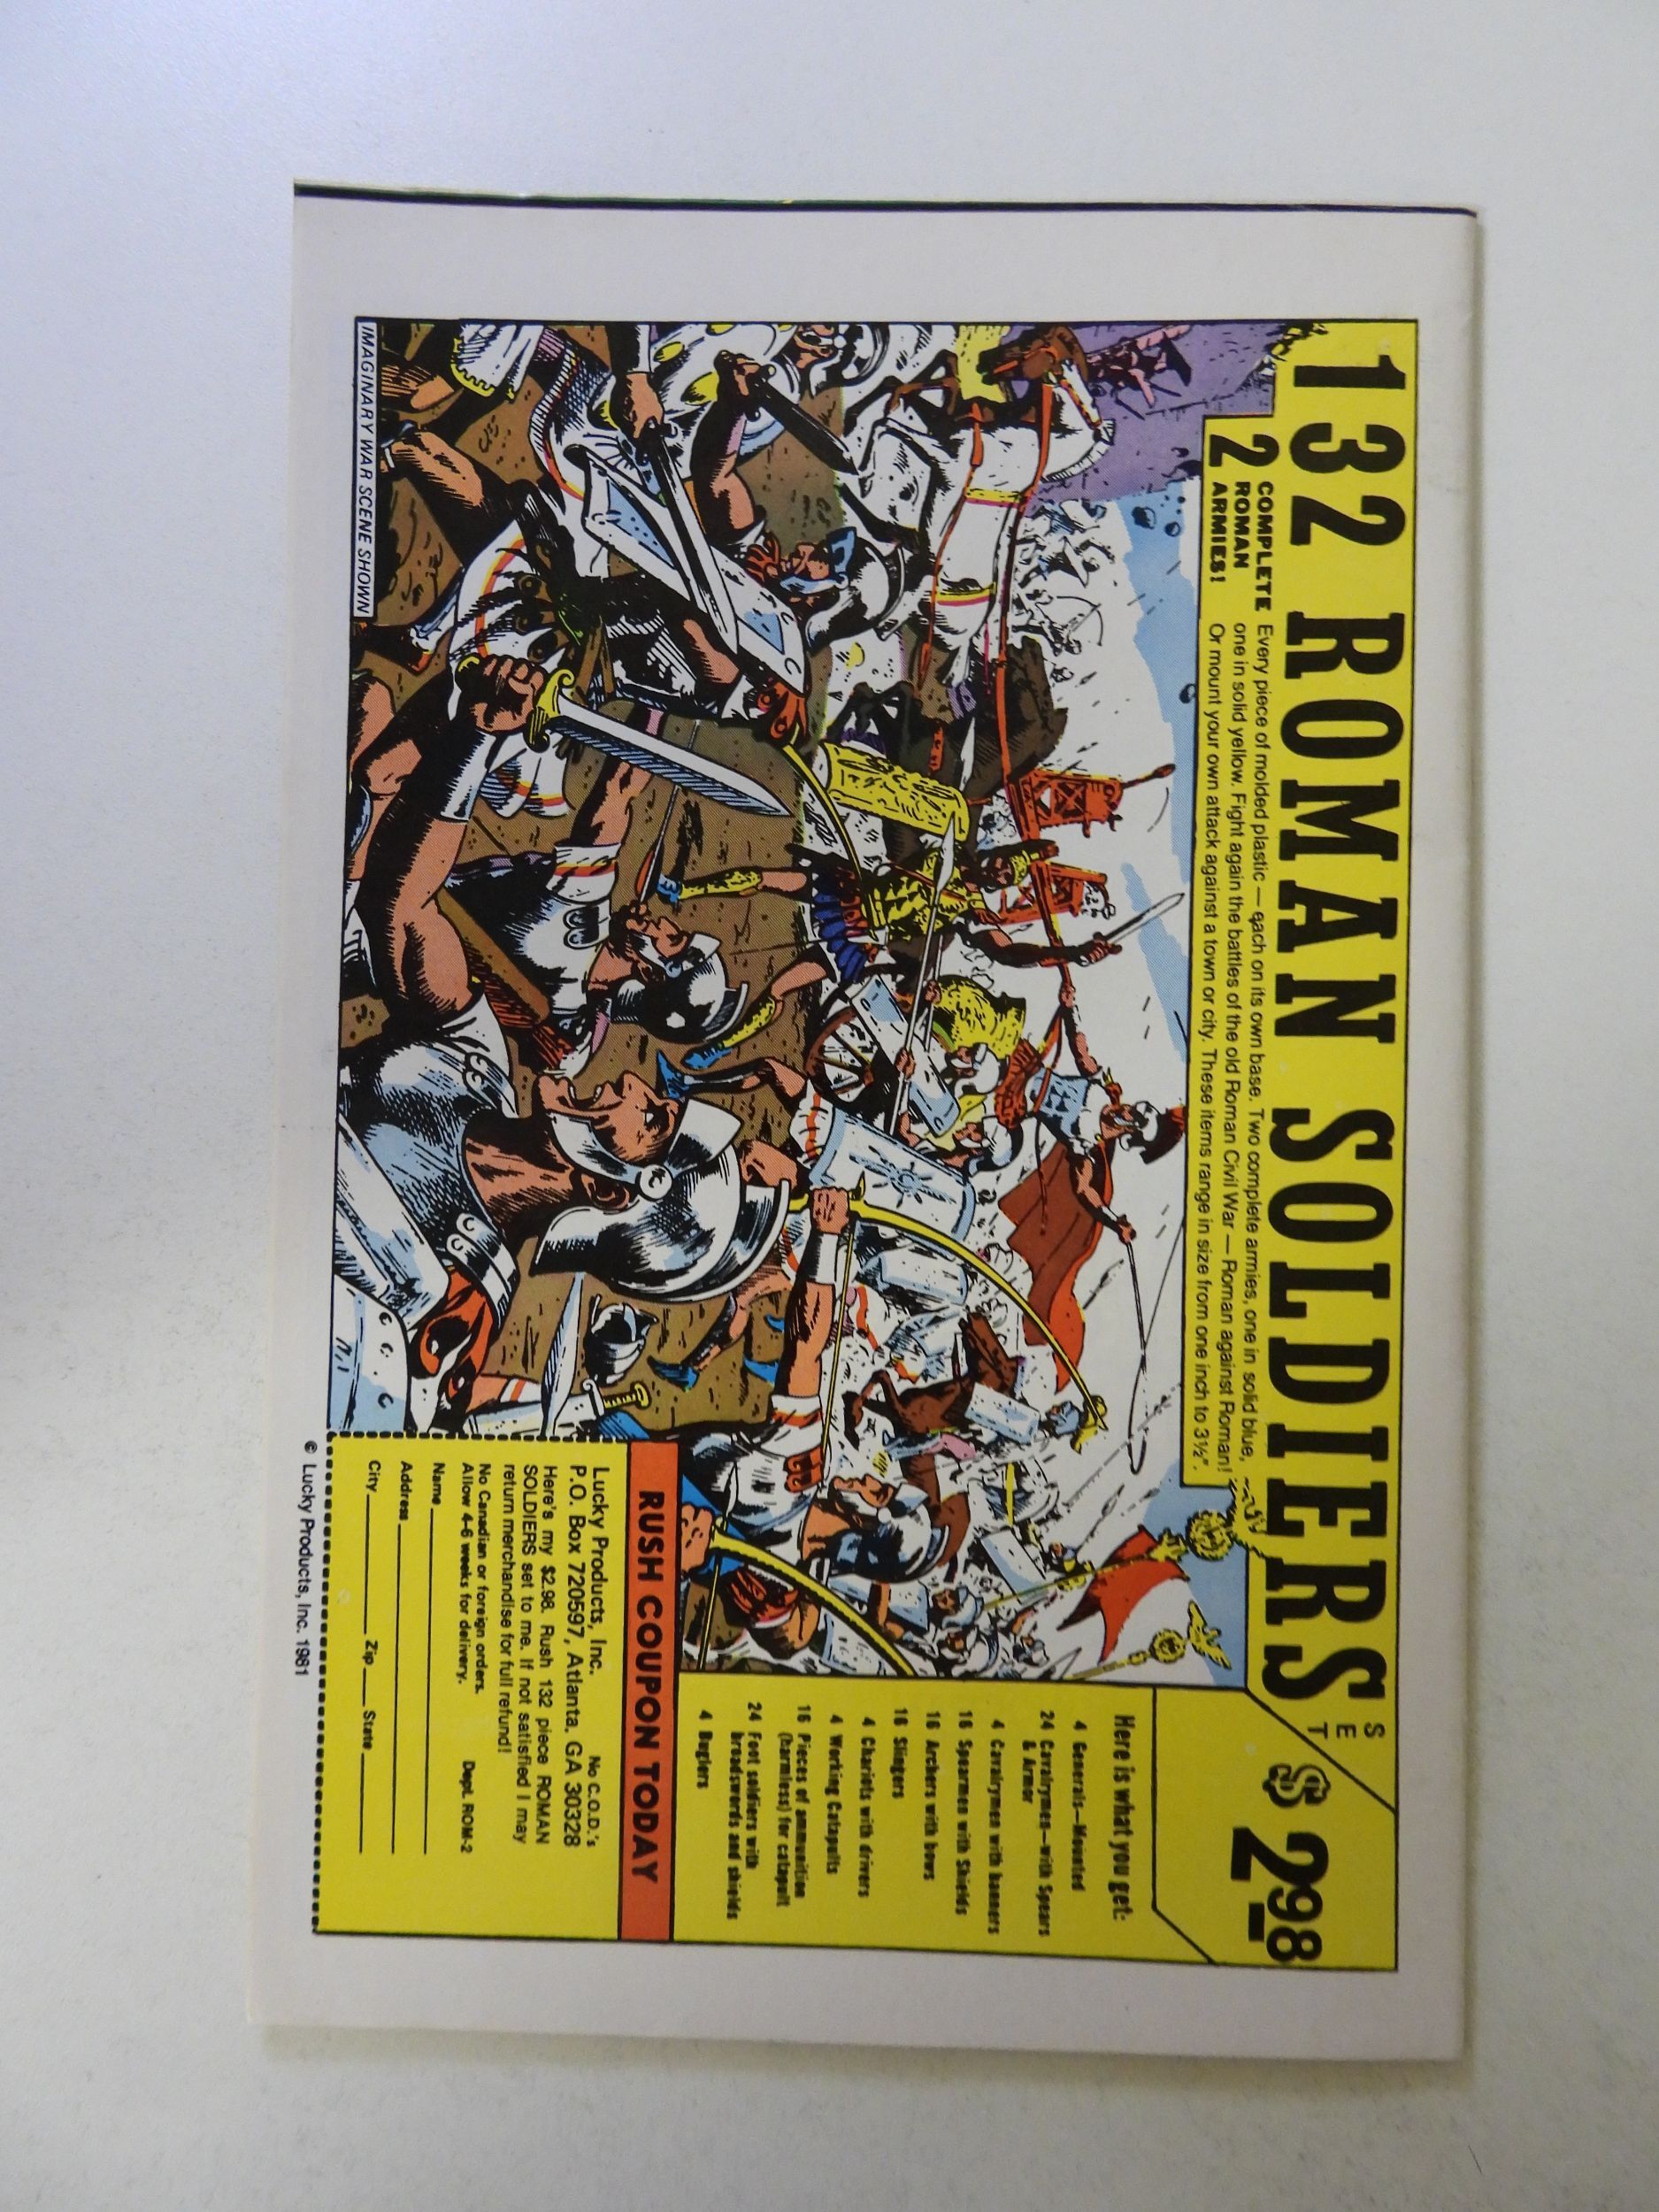 132 ROMAN SOLDIERS
SET
$2.98
2 COMPLETE
ROMAN
ARMIES!
Every piece of molded plastic — each on its own base. Two complete armies, one in solid blue,
one in solid yellow. Fight again the battles of the old Roman Civil War — Roman against Roman!
Or mount your own attack against a town or city. These items range in size from one inch to 3½".
Here is what you get:
4 Generals—Mounted
24 Cavalrymen—with Spears
& Armor
4 Cavalrymen with banners
16 Spearmen with Shields
16 Archers with bows
16 Slingers
4 Chariots with drivers
4 Working Catapults
16 Pieces of ammunition
(harmless) for catapult
24 Foot soldiers with
broadswords and shields
4 Buglers
RUSH COUPON TODAY
Lucky Products, Inc. No C.O.D.'s
P.O. Box 720597, Atlanta, GA 30328
Here's my $2.98. Rush 132 piece ROMAN
SOLDIERS set to me. If not satisfied I may
return merchandise for full refund!
No Canadian or foreign orders.
Allow 4-6 weeks for delivery. Dept. ROM-2
Name
Address
City Zip State
IMAGINARY WAR SCENE SHOWN
© Lucky Products, Inc. 1981